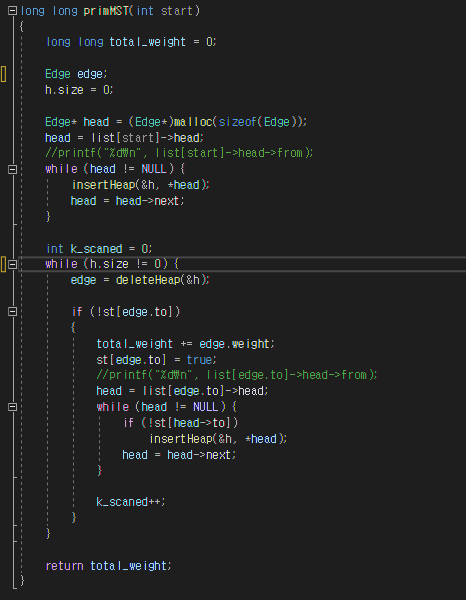 long long primMST(int start)
{
long long total_weight = 0;
Edge edge;
h.size = 0;
Edge* head = (Edge*)malloc(sizeof(Edge));
head = list[start]->head;
//printf("%d₩n", list[start]->head->from);
while (head != NULL) {
insertHeap(&h, *head);
head = head->next;
}
int k_scaned = 0;
while (h.size != 0) {
edge = deleteHeap(&h);
if (!st[edge.to])
{
total_weight += edge.weight;
st[edge.to] = true;
//printf("%d₩n", list[edge.to]->head->from);
head = list[edge.to]->head;
while (head != NULL) {
if (!st[head->to])
insertHeap(&h, *head);
head = head->next;
}
k_scaned++;
}
}
return total_weight;
}